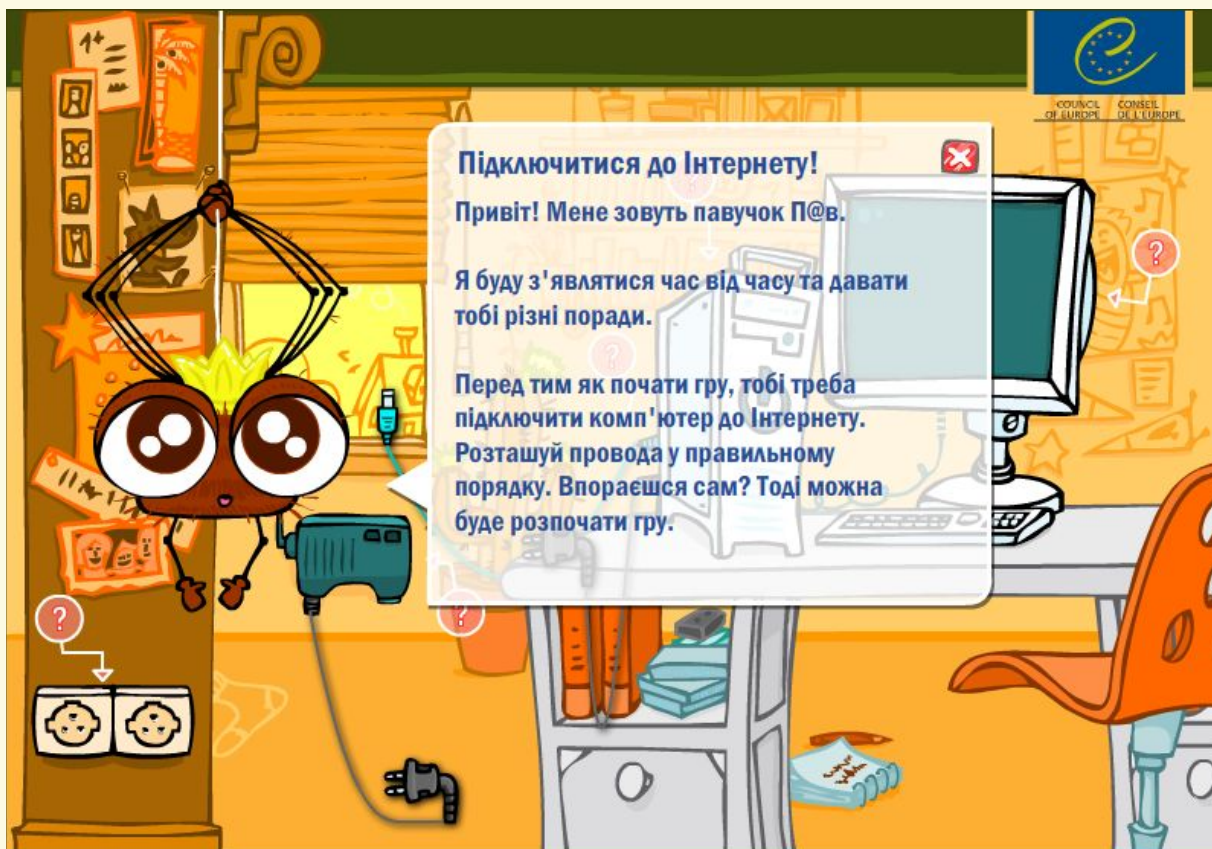 1+
COUNCIL CONSEIL
OF EUROPE DE L'EUROPE
Підключитися до Інтернету!
Привіт! Мене зовуть павучок П@в.
Я буду з'являтися час від часу та давати
тобі різні поради.
Перед тим як почати гру, тобі треба
підключити комп'ютер до Інтернету.
Розташуй провода у правильному
порядку. Впораєшся сам? Тоді можна
буде розпочати гру.
?
?
?
?